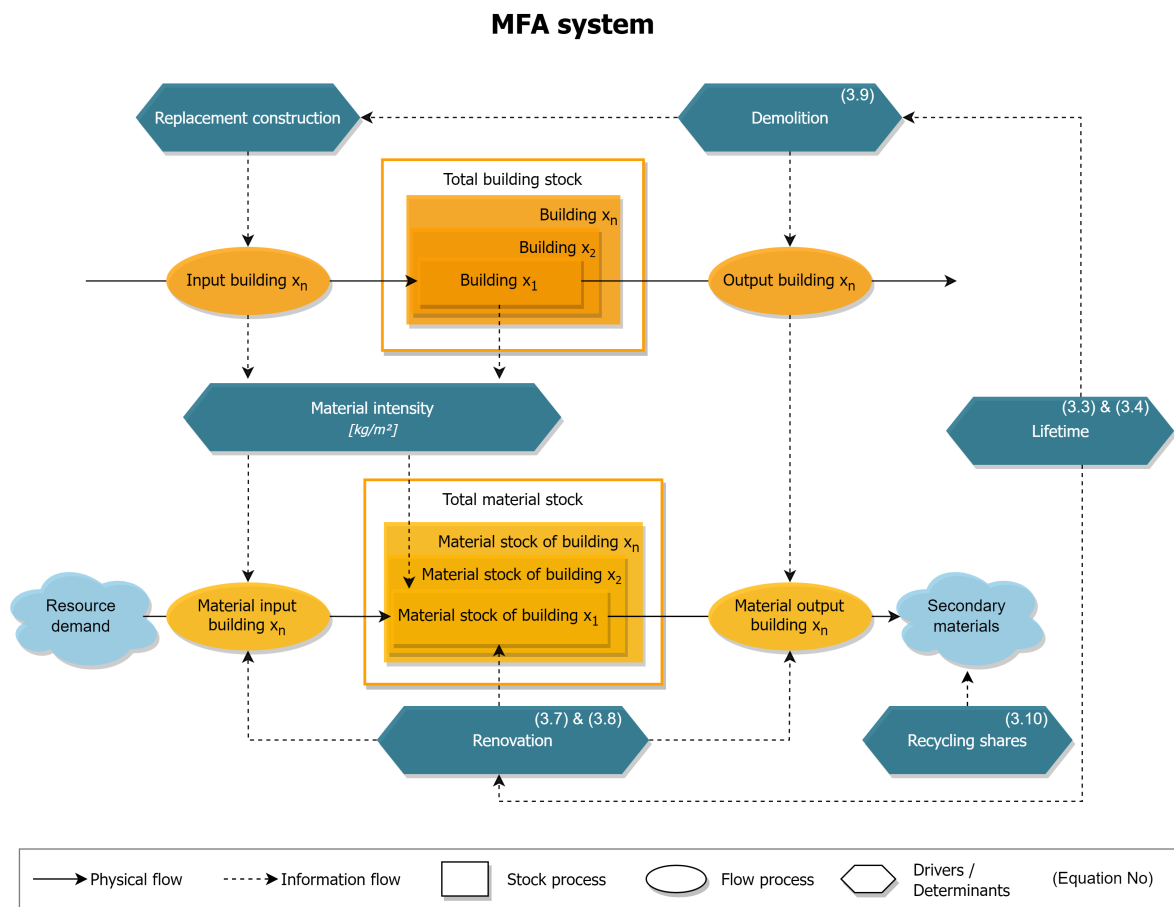 MFA system
Replacement construction
(3.9)
Demolition
Total building stock
Building xn
Building x2
Building x1
Input building xn
Output building xn
Material intensity
[kg/m²]
(3.3) & (3.4)
Lifetime
Total material stock
Material stock of building xn
Material stock of building x2
Material stock of building x1
Resource
demand
Material input
building xn
Material output
building xn
Secondary
materials
(3.7) & (3.8)
Renovation
(3.10)
Recycling shares
Physical flow
Information flow
Stock process
Flow process
Drivers /
Determinants
(Equation No)